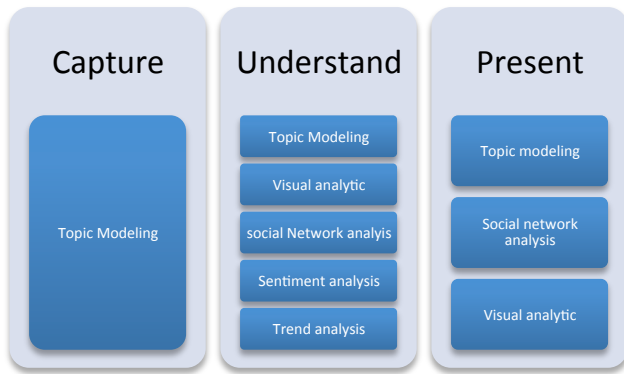 Capture
Topic Modeling
Understand
Topic Modeling
Visual analytic
social Network analyis
Sentiment analysis
Trend analysis
Present
Topic modeling
Social network
analysis
Visual analytic